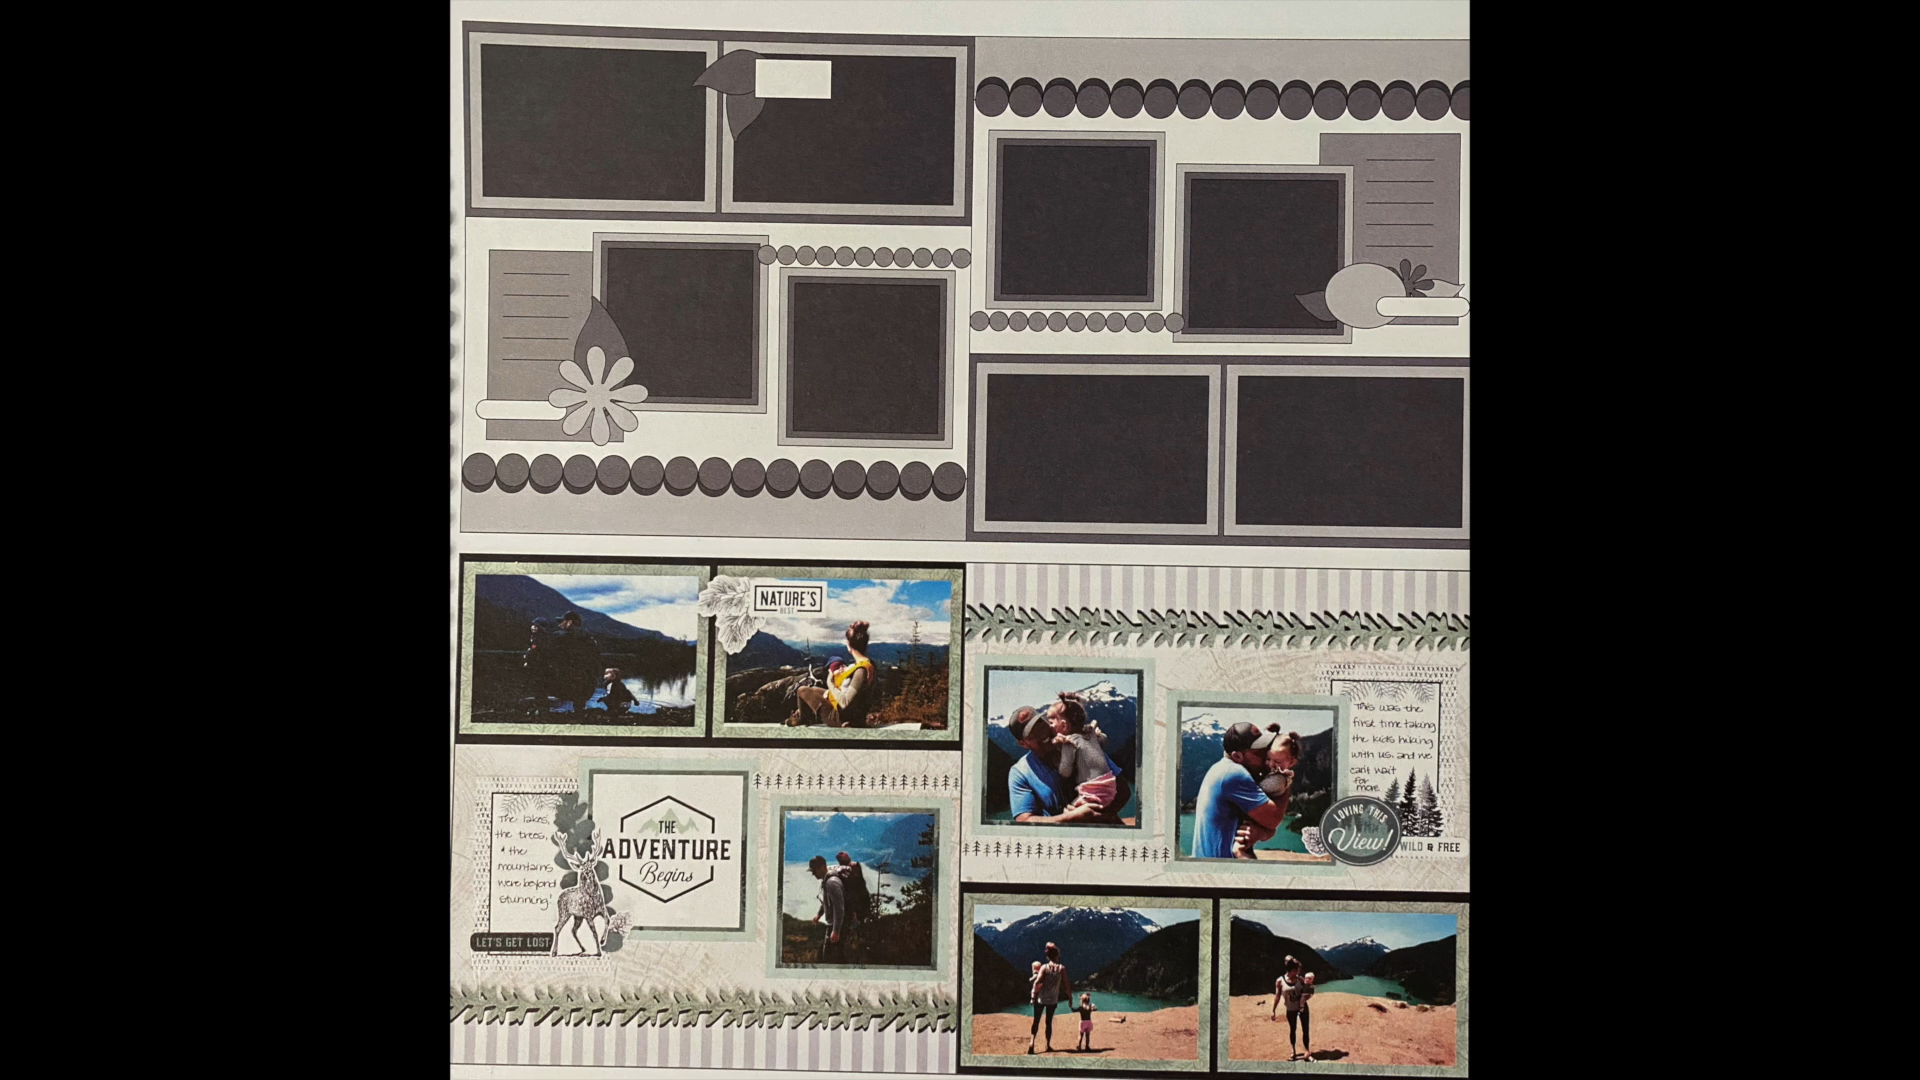 NATURE'S
BEST
The lakes,
the trees,
& the
mountains
were beyond
stunning!
LET'S GET LOST
THE
ADVENTURE
Begins
This was the
first time taking
the kids hiking
with us, and we
can't wait
for
more.
LOVING THIS
View!
WILD & FREE